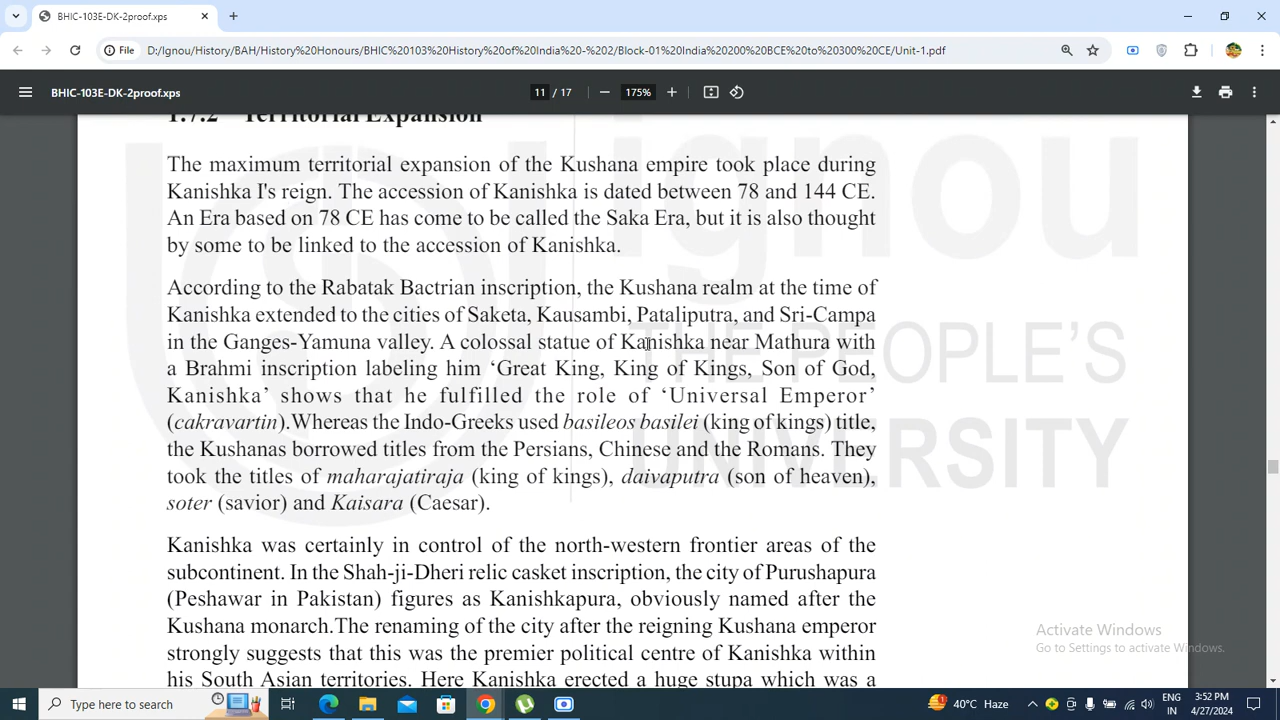 BHIC-103E-DK-2proof.xps
File
D:/Ignou/History/BAH/History%20Honours/BHIC%20103%20History%20of%20India%20-%202/Block-01%20India%20200%20BCE%20to%20300%20CE/Unit-1.pdf
BHIC-103E-DK-2proof.xps
11 / 17
175%
1.7.2 Territorial Expansion
The maximum territorial expansion of the Kushana empire took place during
Kanishka I's reign. The accession of Kanishka is dated between 78 and 144 CE.
An Era based on 78 CE has come to be called the Saka Era, but it is also thought
by some to be linked to the accession of Kanishka.
According to the Rabatak Bactrian inscription, the Kushana realm at the time of
Kanishka extended to the cities of Saketa, Kausambi, Pataliputra, and Sri-Campa
in the Ganges-Yamuna valley. A colossal statue of Kanishka near Mathura with
a Brahmi inscription labeling him ‘Great King, King of Kings, Son of God,
Kanishka’ shows that he fulfilled the role of ‘Universal Emperor’
(cakravartin).Whereas the Indo-Greeks used basileos basilei (king of kings) title,
the Kushanas borrowed titles from the Persians, Chinese and the Romans. They
took the titles of maharajatiraja (king of kings), daivaputra (son of heaven),
soter (savior) and Kaisara (Caesar).
Kanishka was certainly in control of the north-western frontier areas of the
subcontinent. In the Shah-ji-Dheri relic casket inscription, the city of Purushapura
(Peshawar in Pakistan) figures as Kanishkapura, obviously named after the
Kushana monarch.The renaming of the city after the reigning Kushana emperor
strongly suggests that this was the premier political centre of Kanishka within
his South Asian territories. Here Kanishka erected a huge stupa which was a
ignou
THE PEOPLE'S
UNIVERSITY
Activate Windows
Go to Settings to activate Windows.
Type here to search
40°C Haze
ENG
IN
3:52 PM
4/27/2024